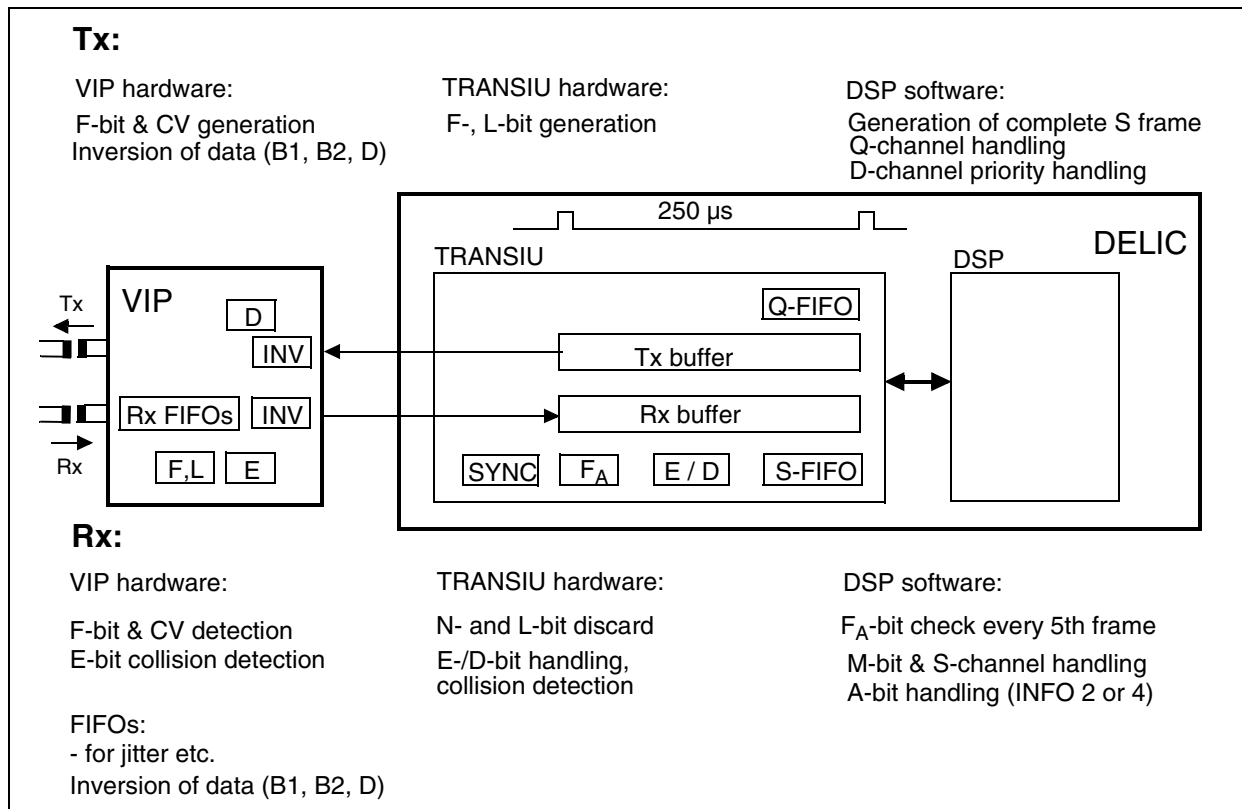 Tx:
VIP hardware:
F-bit & CV generation
Inversion of data (B1, B2, D)
TRANSIU hardware:
F-, L-bit generation
DSP software:
Generation of complete S frame
Q-channel handling
D-channel priority handling
250 µs
DELIC
TRANSIU
DSP
VIP
Tx
D
Q-FIFO
INV
Tx buffer
Rx FIFOs
INV
Rx buffer
Rx
F,L
E
SYNC
FA
E / D
S-FIFO
Rx:
VIP hardware:
F-bit & CV detection
E-bit collision detection
FIFOs:
- for jitter etc.
Inversion of data (B1, B2, D)
TRANSIU hardware:
N- and L-bit discard
E-/D-bit handling,
collision detection
DSP software:
FA-bit check every 5th frame
M-bit & S-channel handling
A-bit handling (INFO 2 or 4)